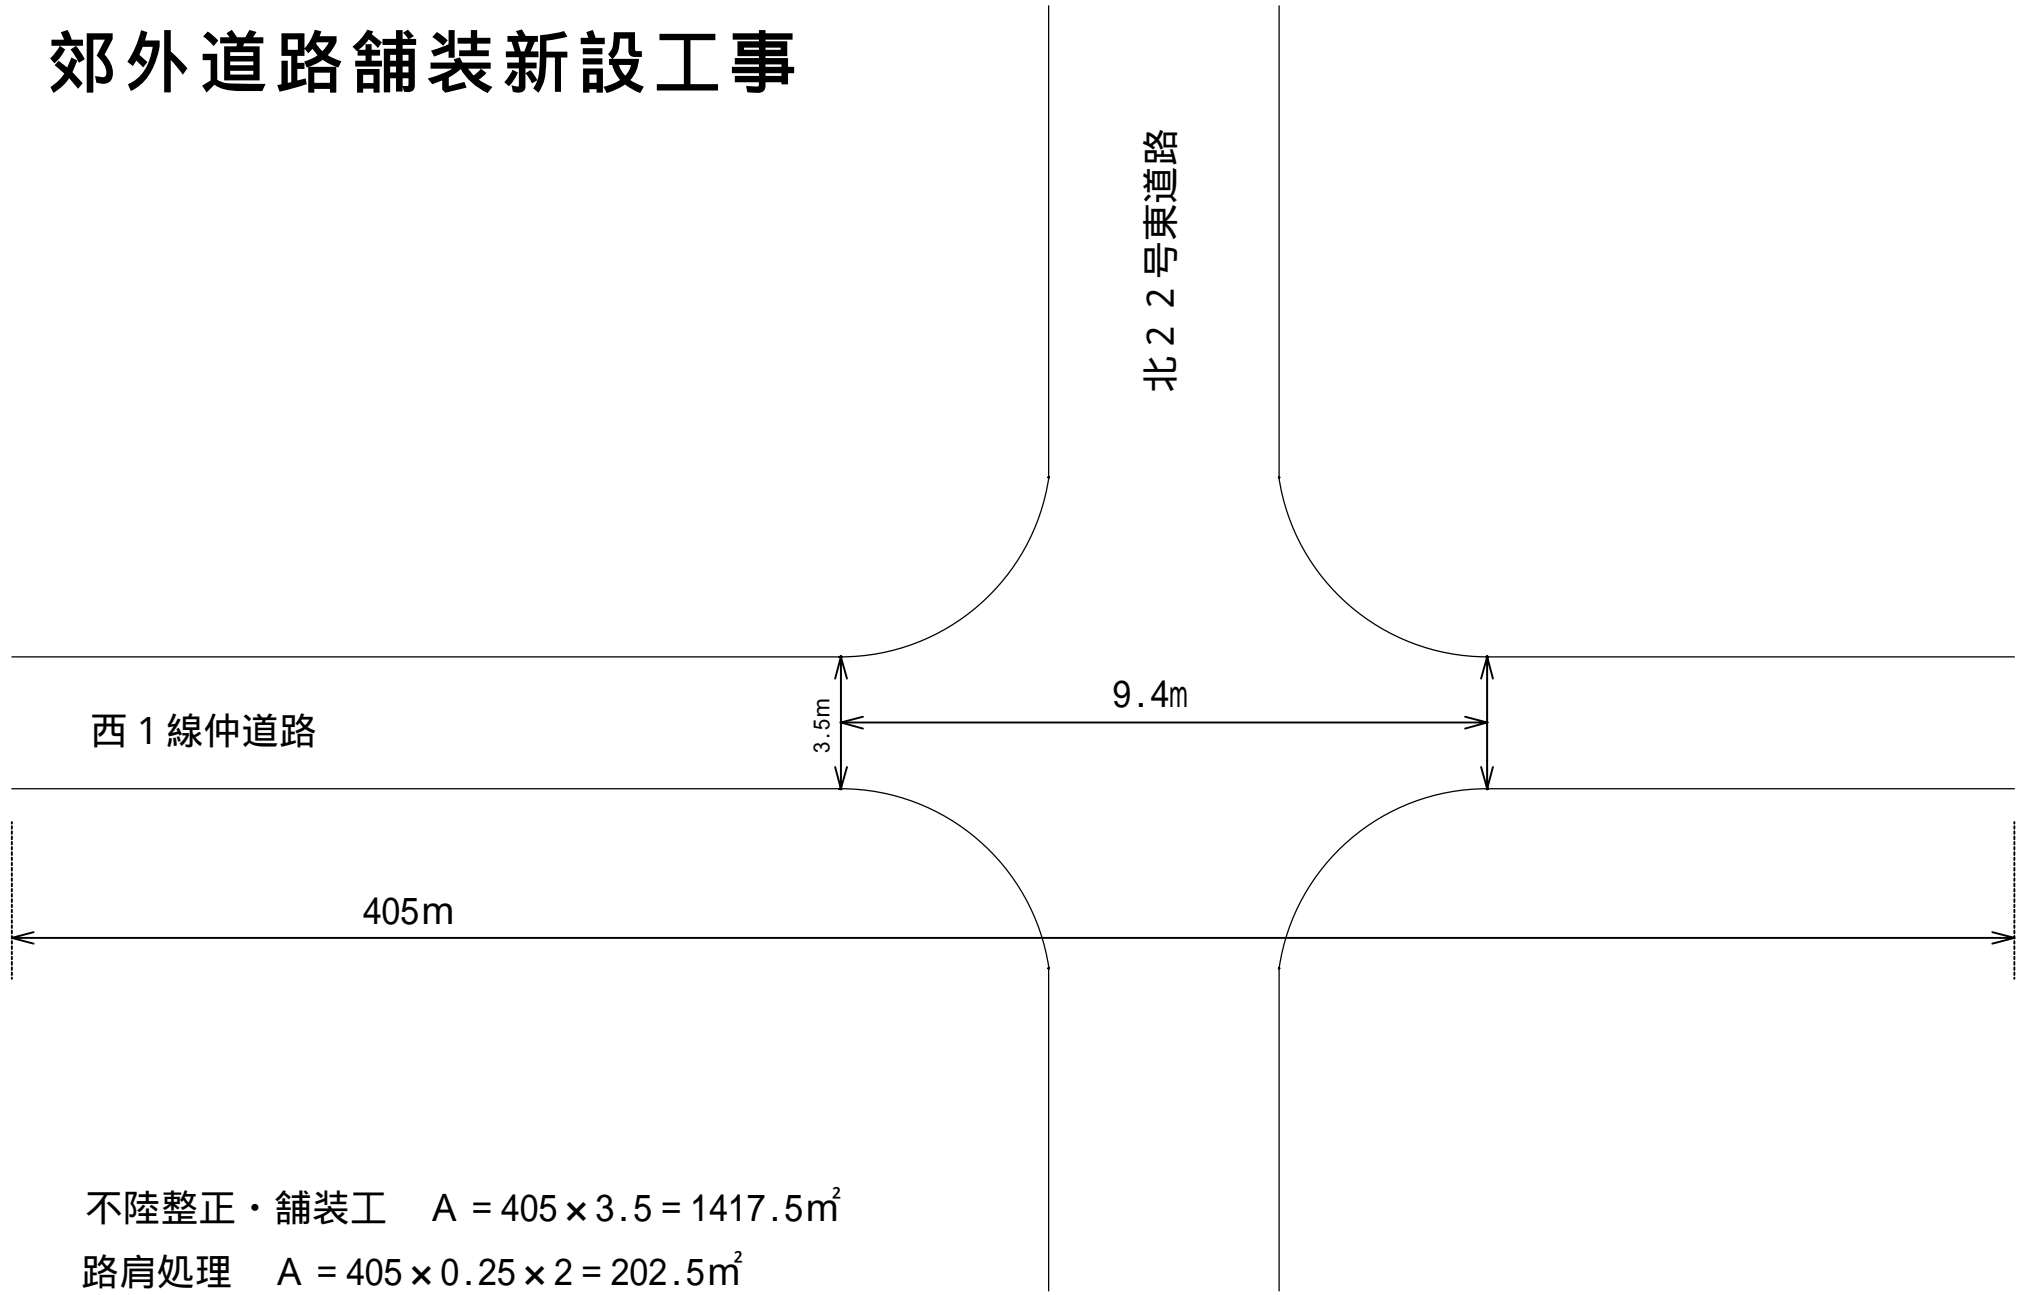 郊外道路舗装新設工事
北２２号東道路
西１線仲道路
3.5m
9.4m
405m
不陸整正・舗装工　A＝405×3.5＝1417.5㎡
路肩処理　A＝405×0.25×2＝202.5㎡